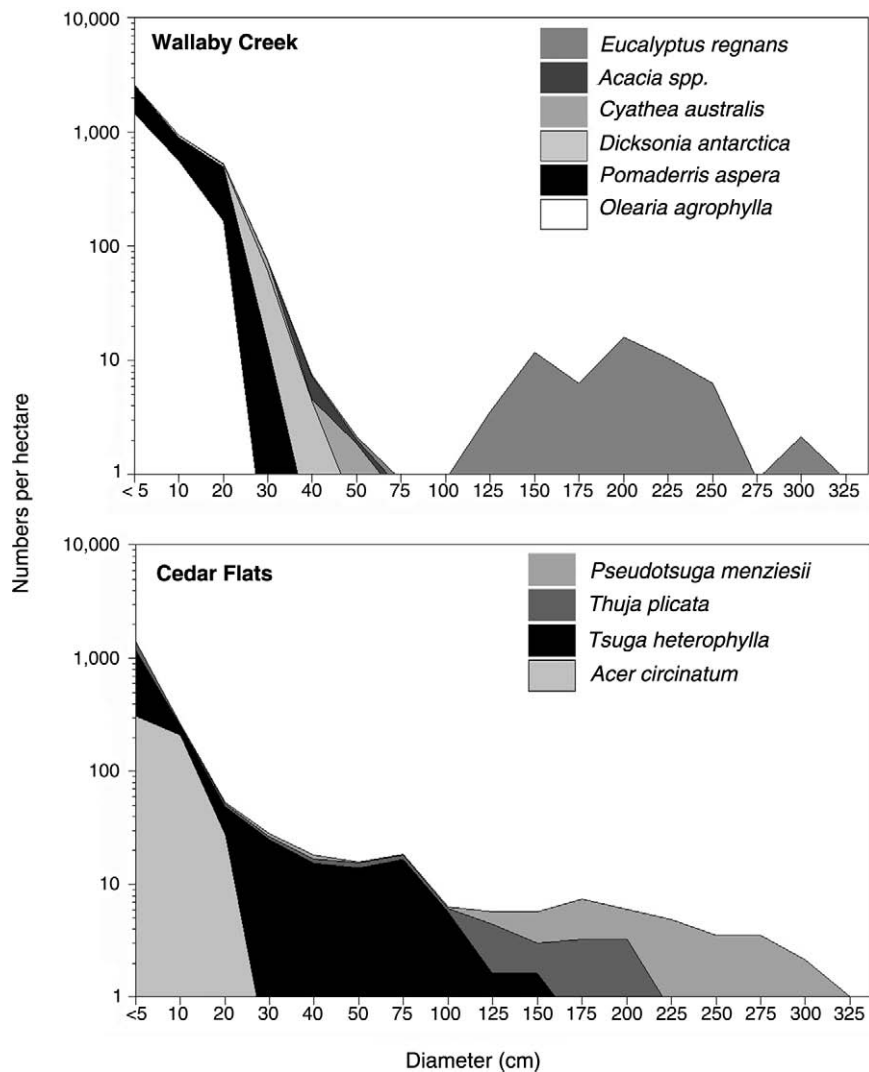 10,000
1,000
100
10
1
Wallaby Creek
Eucalyptus regnans
Acacia spp.
Cyathea australis
Dicksonia antarctica
Pomaderris aspera
Olearia agrophylla
< 5 10 20 30 40 50 75 100 125 150 175 200 225 250 275 300 325
Numbers per hectare
10,000
1,000
100
10
1
Cedar Flats
Pseudotsuga menziesii
Thuja plicata
Tsuga heterophylla
Acer circinatum
<5 10 20 30 40 50 75 100 125 150 175 200 225 250 275 300 325
Diameter (cm)